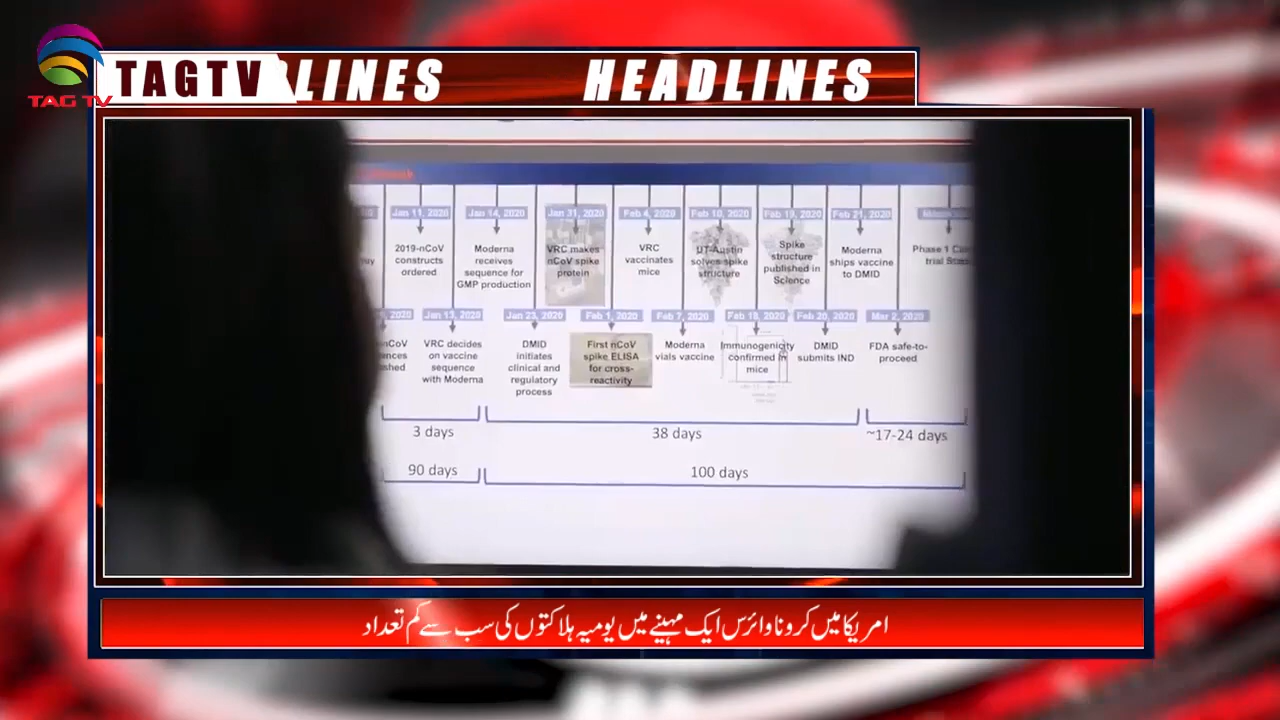 TAGTV
LINES
HEADLINES
TAG TV
Jan 11, 2020
Jan 14, 2020
Jan 31, 2020
Feb 4, 2020
Feb 10, 2020
Feb 19, 2020
Feb 21, 2020
2019-nCoV
constructs
ordered
Moderna
receives
sequence for
GMP production
VRC makes
nCoV spike
protein
VRC
vaccinates
mice
UT-Austin
solves spike
structure
Spike
structure
published in
Science
Moderna
ships vaccine
to DMID
Phase 1
trial
2020
Jan 13, 2020
Jan 23, 2020
Feb 1, 2020
Feb 7, 2020
Feb 18, 2020
Feb 20, 2020
Mar 2, 2020
nCoV
ences
shed
VRC decides
on vaccine
sequence
with Moderna
DMID
initiates
clinical and
regulatory
process
First nCoV
spike ELISA
for cross-
reactivity
Moderna
vials vaccine
Immunogenicity
confirmed in
mice
DMID
submits IND
FDA safe-to-
proceed
3 days
38 days
~17-24 days
90 days
100 days
امریکا میں کرونا وائرس ایک مہینے میں یومیہ ہلاکتوں کی سب سے کم تعداد